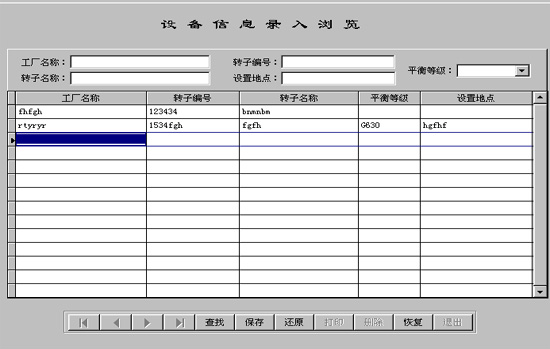 设备信息录入浏览
工厂名称： 转子编号： 平衡等级：
转子名称： 设置地点：
工厂名称 转子编号 转子名称 平衡等级 设置地点
fhfgh 123434 bnmnbm
rtyryr 1534fgh fgfh G630 hgfhf
查找 保存 还原 打印 删除 恢复 退出